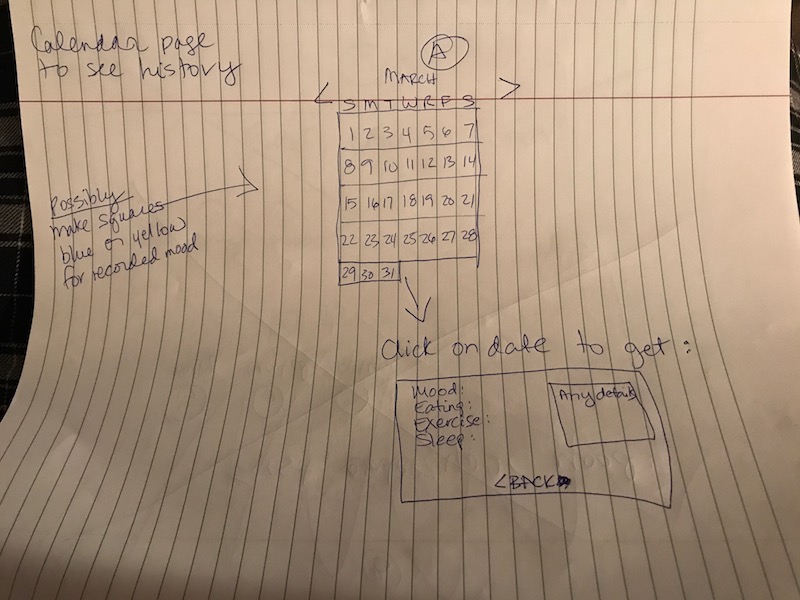 Calendar page
to see history
A
MARCH
< >
S M T W R F S
1 2 3 4 5 6 7
8 9 10 11 12 13 14
15 16 17 18 19 20 21
22 23 24 25 26 27 28
29 30 31
Possibly
make squares
blue or yellow
for recorded mood
Click on date to get:
Mood:
Eating:
Exercise:
Sleep:
Any details
<BACK